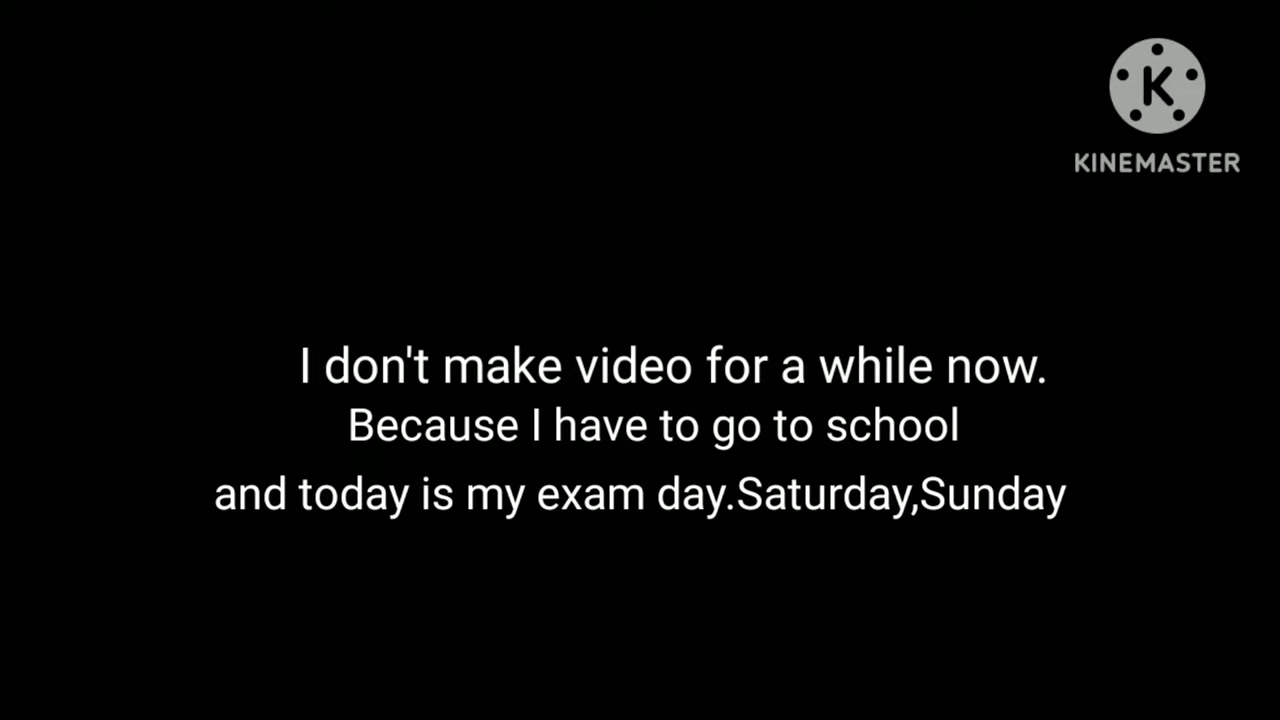 K
KINEMASTER
I don't make video for a while now.
Because I have to go to school
and today is my exam day.Saturday,Sunday